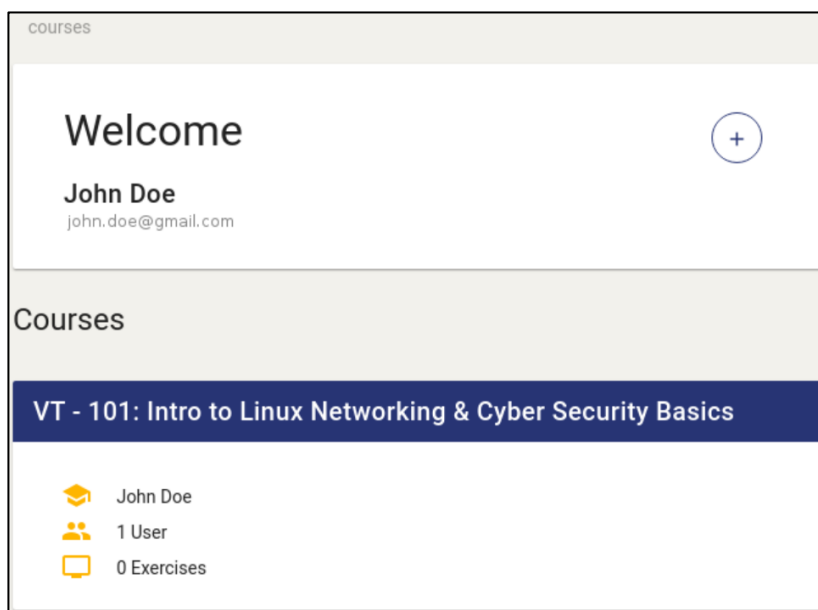 courses
Welcome
+
John Doe
john.doe@gmail.com
Courses
VT - 101: Intro to Linux Networking & Cyber Security Basics
John Doe
1 User
0 Exercises